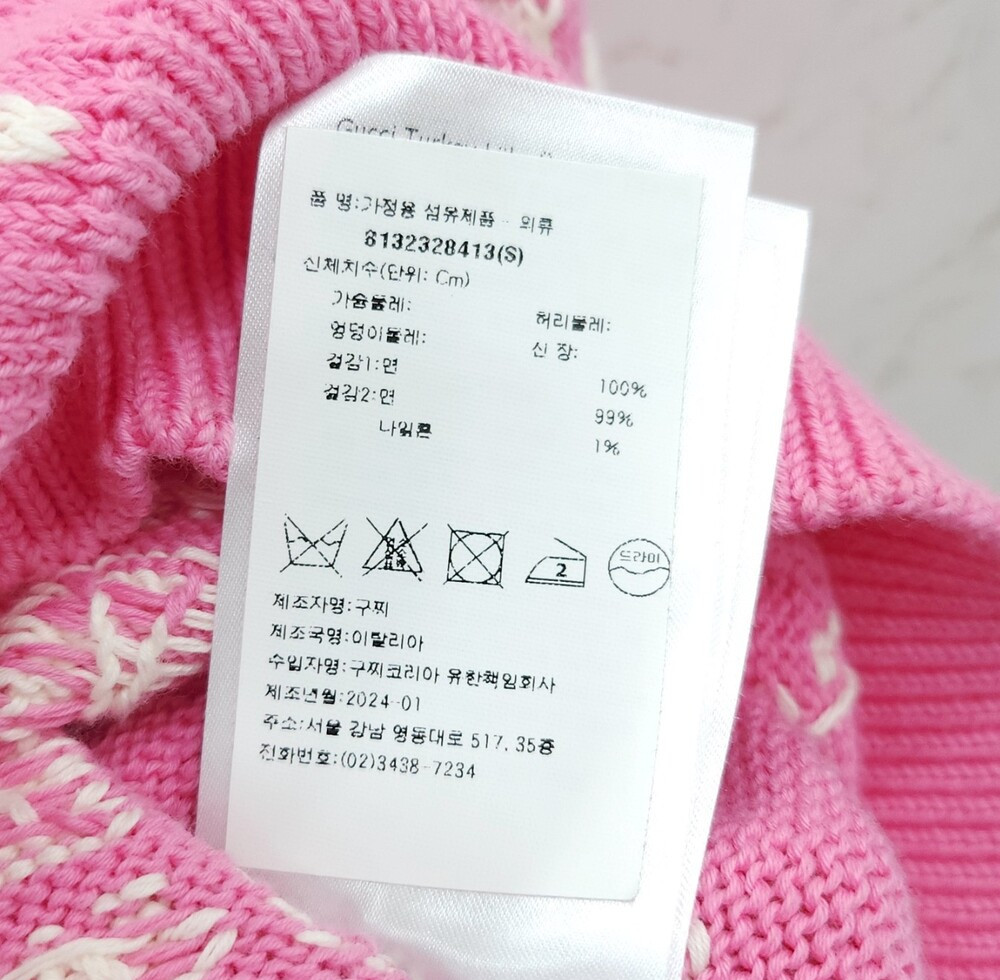 Gucci Turkey
품 명:가정용 섬유제품 - 의류
8132328413(S)
신체치수(단위: Cm)
가슴둘레: 허리둘레:
엉덩이둘레: 신 장:
겉감1:면 100%
겉감2:면 99%
나일론 1%
2 드라이
제조자명:구찌
제조국명:이탈리아
수입자명:구찌코리아 유한책임회사
제조년월:2024-01
주소:서울 강남 영동대로 517, 35층
전화번호:(02)3438-7234